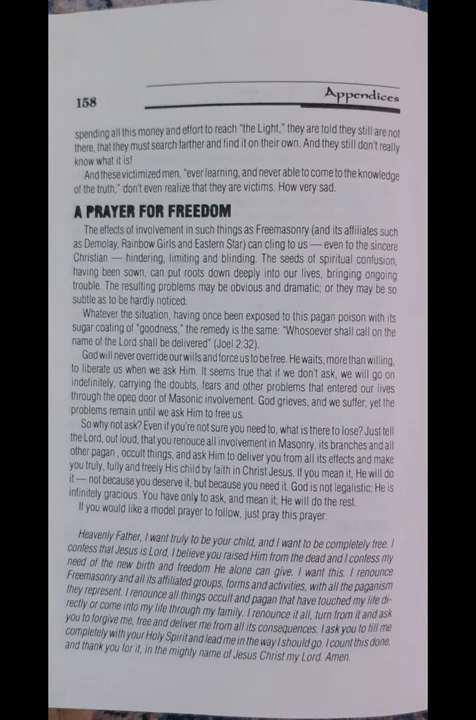 158
Appendices
spending all this money and effort to reach "the Light," they are told they still are not
there, that they must search farther and find it on their own. And they still don't really
know what it is!
And these victimized men, "ever learning, and never able to come to the knowledge
of the truth," don't even realize that they are victims. How very sad.
A PRAYER FOR FREEDOM
The effects of involvement in such things as Freemasonry (and its affiliates such
as Demolay, Rainbow Girls and Eastern Star) can cling to us — even to the sincere
Christian — hindering, limiting and blinding. The seeds of spiritual confusion,
having been sown, can put roots down deeply into our lives, bringing ongoing
trouble. The resulting problems may be obvious and dramatic; or they may be so
subtle as to be hardly noticed.
Whatever the situation, having once been exposed to this pagan poison with its
sugar coating of "goodness," the remedy is the same: "Whosoever shall call on the
name of the Lord shall be delivered" (Joel 2:32).
God will never override our wills and force us to be free. He waits, more than willing,
to liberate us when we ask Him. It seems true that if we don't ask, we will go on
indefinitely, carrying the doubts, fears and other problems that entered our lives
through the open door of Masonic involvement. God grieves, and we suffer, yet the
problems remain until we ask Him to free us.
So why not ask? Even if you're not sure you need to, what is there to lose? Just tell
the Lord, out loud, that you renouce all involvement in Masonry, its branches and all
other pagan , occult things, and ask Him to deliver you from all its effects and make
you truly, fully and freely His child by faith in Christ Jesus. If you mean it, He will do
it — not because you deserve it, but because you need it. God is not legalistic; He is
infinitely gracious. You have only to ask, and mean it; He will do the rest.
If you would like a model prayer to follow, just pray this prayer:
Heavenly Father, I want truly to be your child, and I want to be completely free. I
confess that Jesus is Lord, I believe you raised Him from the dead and I confess my
need of the new birth and freedom He alone can give. I want this. I renounce
Freemasonry and all its affiliated groups, forms and activities, with all the paganism
they represent. I renounce all things occult and pagan that have touched my life di-
rectly or come into my life through my family. I renounce it all, turn from it and ask
you to forgive me, free and deliver me from all its consequences. I ask you to fill me
completely with your Holy Spirit and lead me in the way I should go. I count this done,
and thank you for it, in the mighty name of Jesus Christ my Lord. Amen.